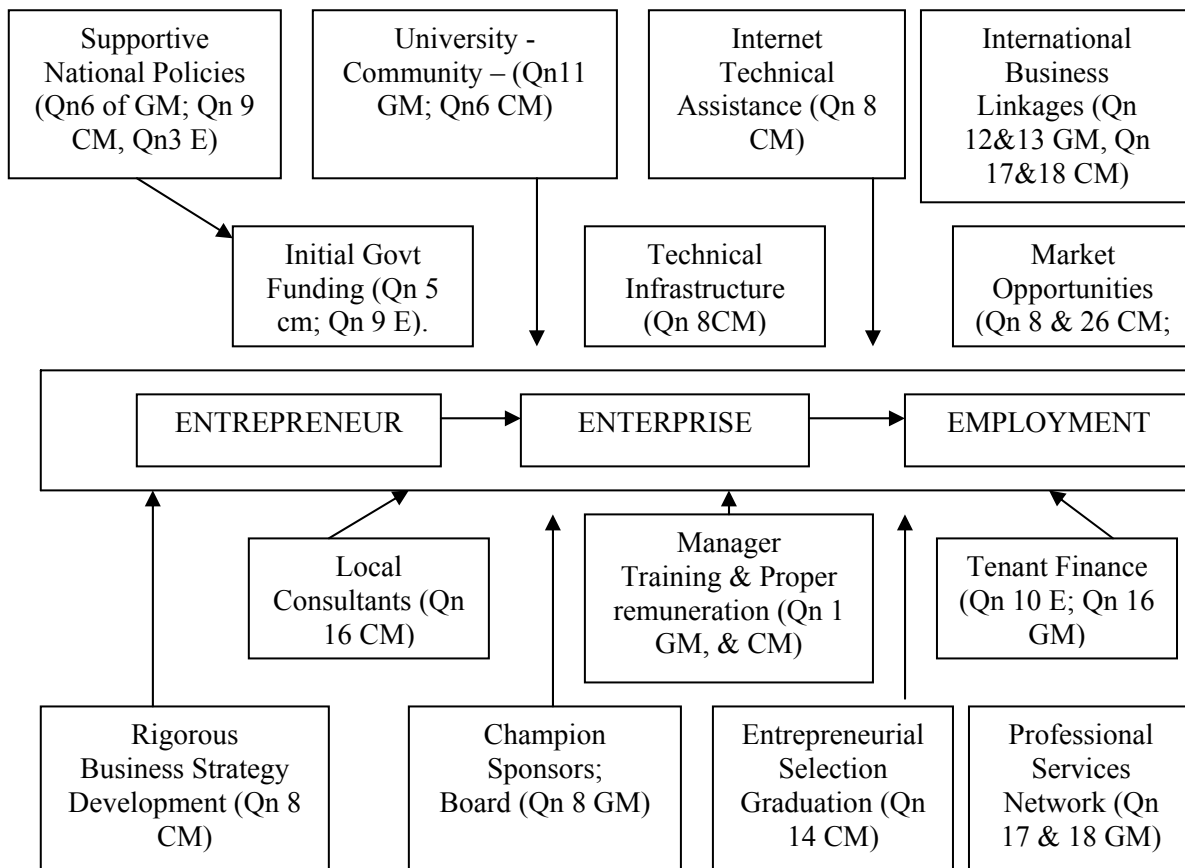 Supportive
National Policies
(Qn6 of GM; Qn 9
CM, Qn3 E)
University -
Community – (Qn11
GM; Qn6 CM)
Internet
Technical
Assistance (Qn 8
CM)
International
Business
Linkages (Qn
12&13 GM, Qn
17&18 CM)
Initial Govt
Funding (Qn 5
cm; Qn 9 E).
Technical
Infrastructure
(Qn 8CM)
Market
Opportunities
(Qn 8 & 26 CM;
ENTREPRENEUR
ENTERPRISE
EMPLOYMENT
Local
Consultants (Qn
16 CM)
Manager
Training & Proper
remuneration (Qn 1
GM, & CM)
Tenant Finance
(Qn 10 E; Qn 16
GM)
Rigorous
Business Strategy
Development (Qn 8
CM)
Champion
Sponsors;
Board (Qn 8 GM)
Entrepreneurial
Selection
Graduation (Qn
14 CM)
Professional
Services
Network (Qn
17 & 18 GM)